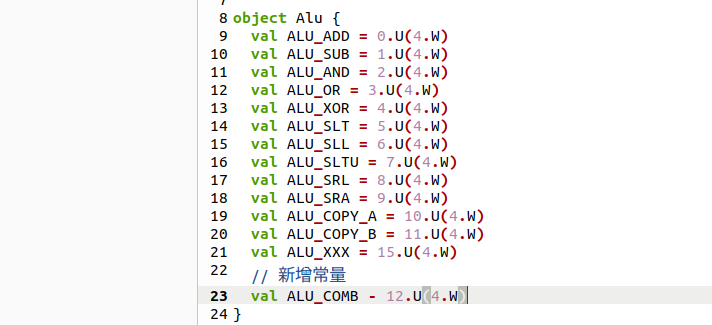 8 object Alu {
9 val ALU_ADD = 0.U(4.W)
10 val ALU_SUB = 1.U(4.W)
11 val ALU_AND = 2.U(4.W)
12 val ALU_OR = 3.U(4.W)
13 val ALU_XOR = 4.U(4.W)
14 val ALU_SLT = 5.U(4.W)
15 val ALU_SLL = 6.U(4.W)
16 val ALU_SLTU = 7.U(4.W)
17 val ALU_SRL = 8.U(4.W)
18 val ALU_SRA = 9.U(4.W)
19 val ALU_COPY_A = 10.U(4.W)
20 val ALU_COPY_B = 11.U(4.W)
21 val ALU_XXX = 15.U(4.W)
22 // 新增常量
23 val ALU_COMB - 12.U(4.W)
24 }